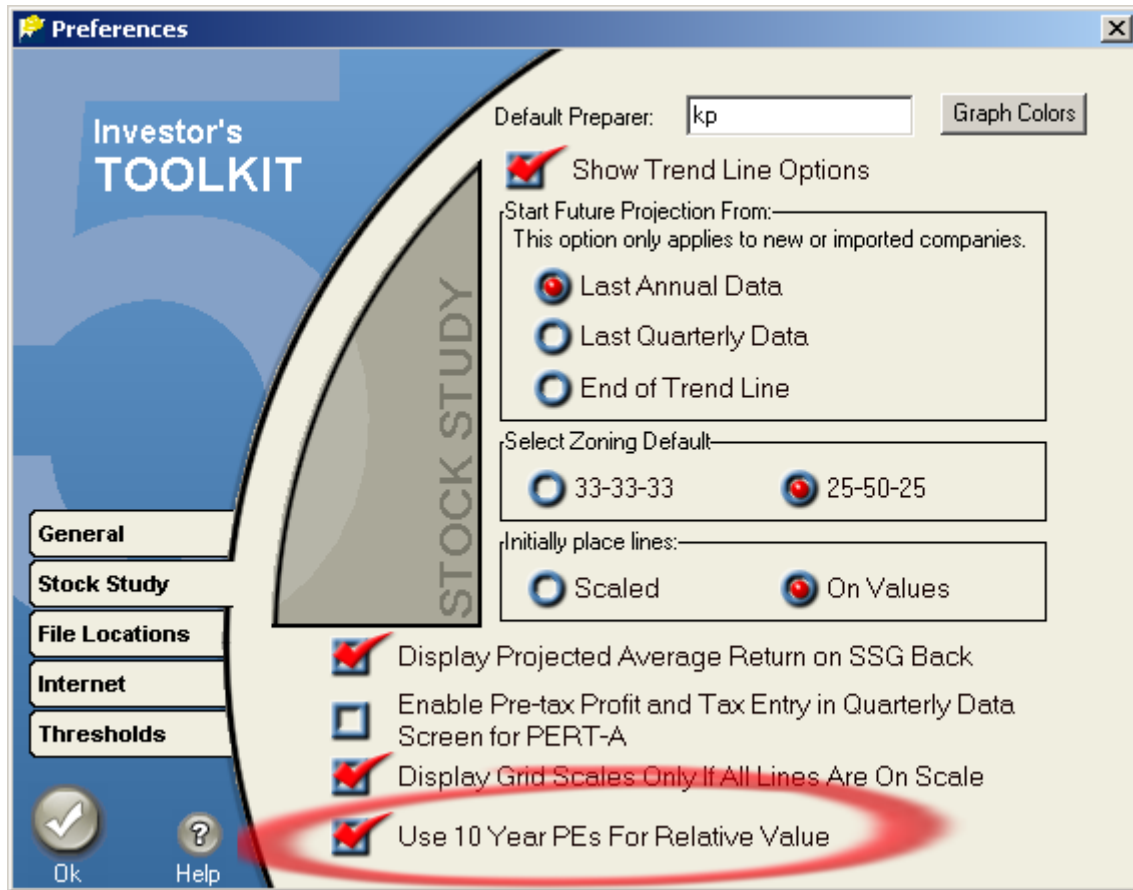 Preferences
Investor's
TOOLKIT
Default Preparer:
kp
Graph Colors
Show Trend Line Options
Start Future Projection From:
This option only applies to new or imported companies.
Last Annual Data
Last Quarterly Data
End of Trend Line
STOCK STUDY
Select Zoning Default
33-33-33
25-50-25
Initially place lines:
Scaled
On Values
General
Stock Study
File Locations
Internet
Thresholds
Display Projected Average Return on SSG Back
Enable Pre-tax Profit and Tax Entry in Quarterly Data
Screen for PERT-A
Display Grid Scales Only If All Lines Are On Scale
Use 10 Year PEs For Relative Value
Ok
?
Help
5